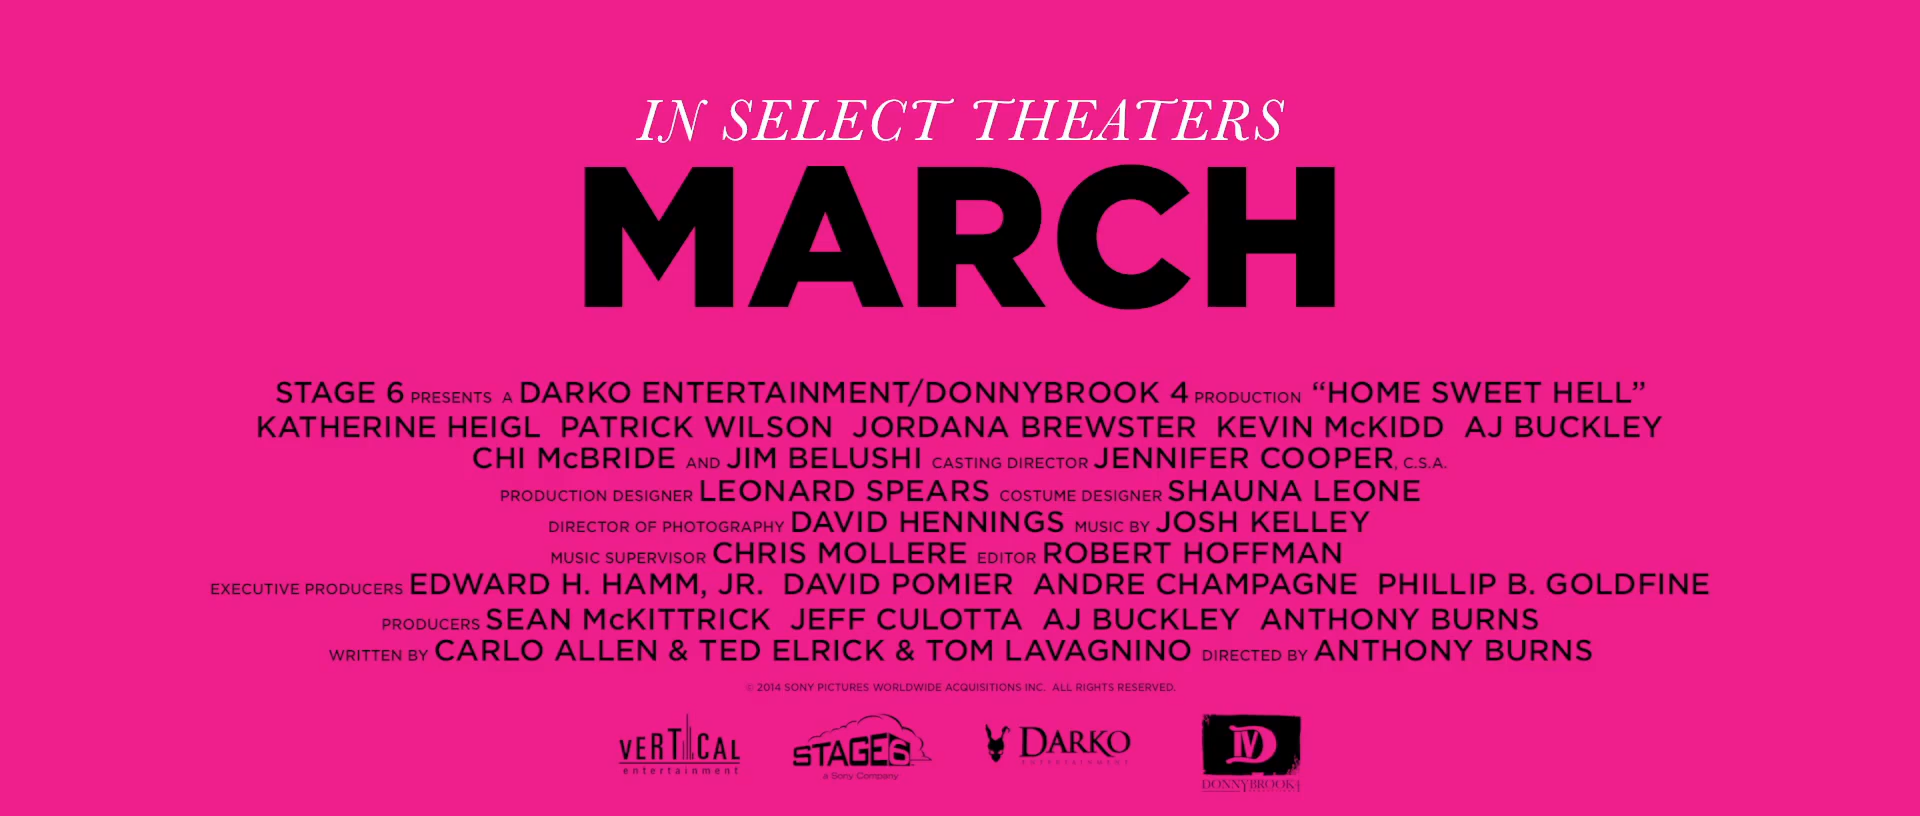 IN SELECT THEATERS
MARCH
STAGE 6 PRESENTS A DARKO ENTERTAINMENT/DONNYBROOK 4 PRODUCTION “HOME SWEET HELL”
KATHERINE HEIGL PATRICK WILSON JORDANA BREWSTER KEVIN McKIDD AJ BUCKLEY
CHI McBRIDE AND JIM BELUSHI CASTING DIRECTOR JENNIFER COOPER, C.S.A.
PRODUCTION DESIGNER LEONARD SPEARS COSTUME DESIGNER SHAUNA LEONE
DIRECTOR OF PHOTOGRAPHY DAVID HENNINGS MUSIC BY JOSH KELLEY
MUSIC SUPERVISOR CHRIS MOLLERE EDITOR ROBERT HOFFMAN
EXECUTIVE PRODUCERS EDWARD H. HAMM, JR. DAVID POMIER ANDRE CHAMPAGNE PHILLIP B. GOLDFINE
PRODUCERS SEAN McKITTRICK JEFF CULOTTA AJ BUCKLEY ANTHONY BURNS
WRITTEN BY CARLO ALLEN & TED ELRICK & TOM LAVAGNINO DIRECTED BY ANTHONY BURNS
© 2014 SONY PICTURES WORLDWIDE ACQUISITIONS INC. ALL RIGHTS RESERVED.
VERTICAL
entertainment
STAGE 6
a Sony Company
DARKO
ENTERTAINMENT
D IV
DONNYBROOK4